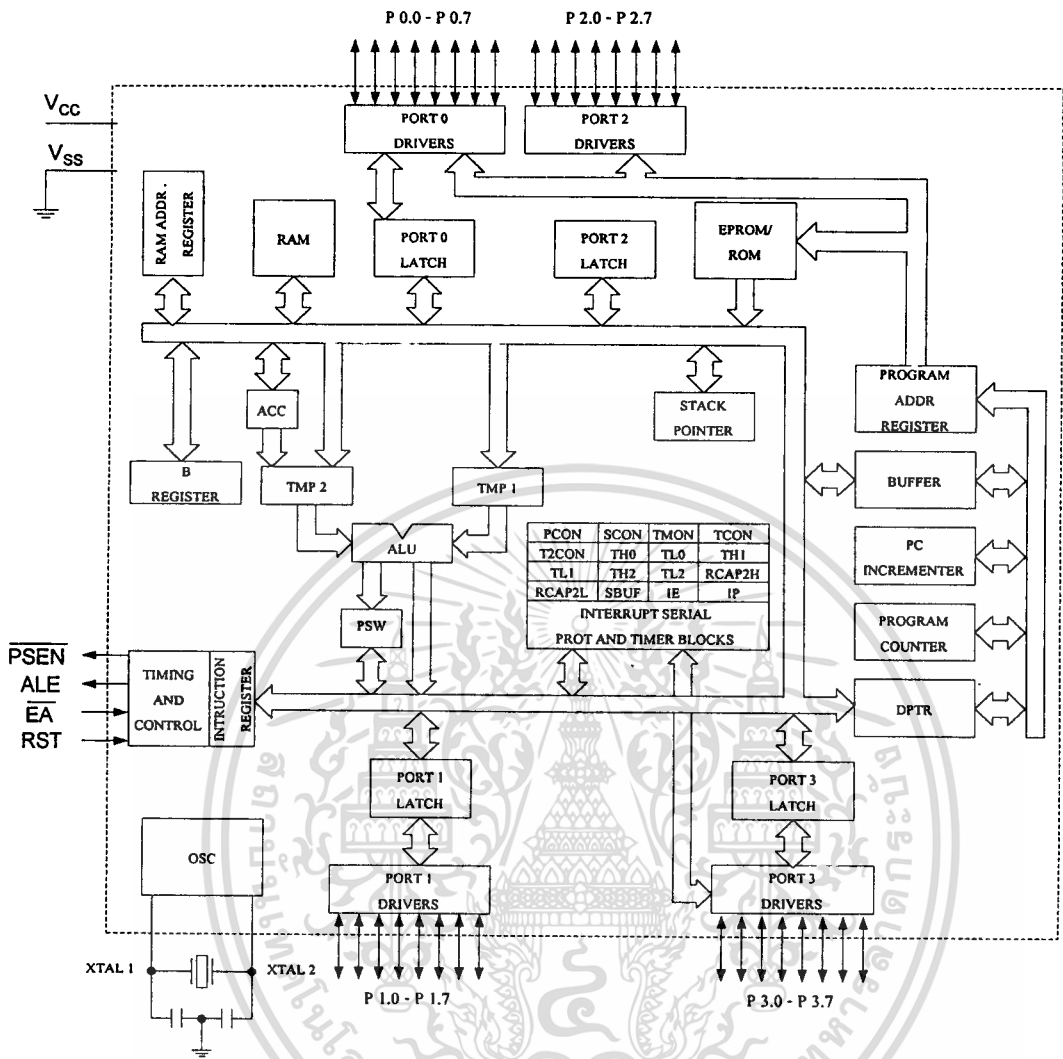 P 0.0 - P 0.7
P 2.0 - P 2.7
VCC
VSS
PORT 0
DRIVERS
PORT 2
DRIVERS
RAM ADDR.
REGISTER
RAM
PORT 0
LATCH
PORT 2
LATCH
EPROM/
ROM
ACC
STACK
POINTER
PROGRAM
ADDR
REGISTER
B
REGISTER
TMP 2
TMP 1
BUFFER
ALU
PCON SCON TMON TCON
T2CON TH0 TL0 TH1
TL1 TH2 TL2 RCAP2H
RCAP2L SBUF IE IP
INTERRUPT SERIAL
PROT AND TIMER BLOCKS
PC
INCREMENTER
PSW
PROGRAM
COUNTER
PSEN
ALE
EA
RST
TIMING
AND
CONTROL
INTRUCTION
REGISTER
DPTR
PORT 1
LATCH
PORT 3
LATCH
OSC
PORT 1
DRIVERS
PORT 3
DRIVERS
XTAL 1
XTAL 2
P 1.0 - P 1.7
P 3.0 - P 3.7